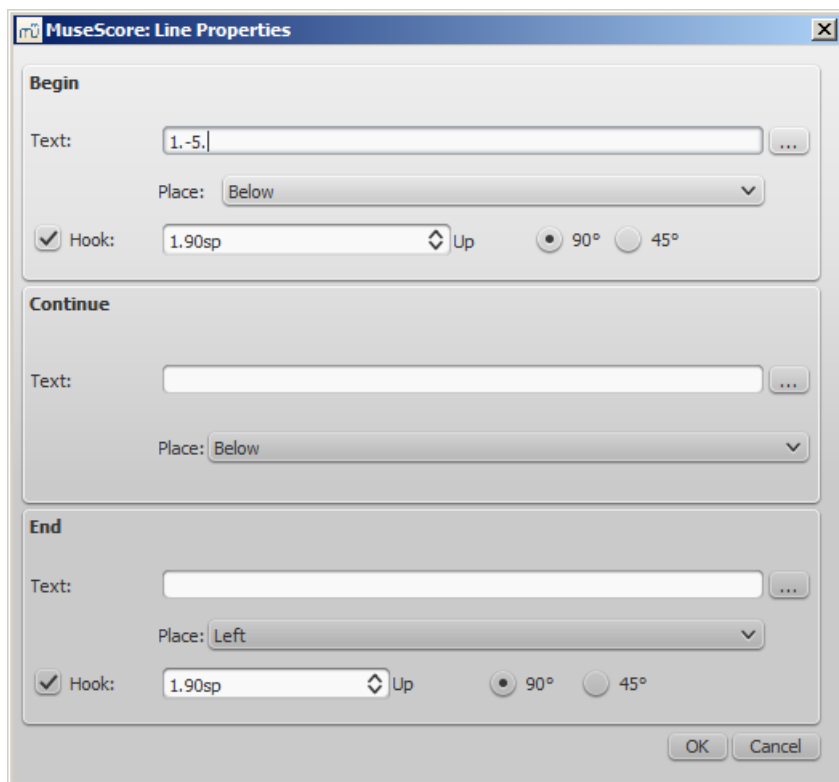 mü MuseScore: Line Properties
Begin
Text: 1.-5. ...
Place: Below
Hook: 1.90sp Up 90° 45°
Continue
Text: ...
Place: Below
End
Text: ...
Place: Left
Hook: 1.90sp Up 90° 45°
OK Cancel